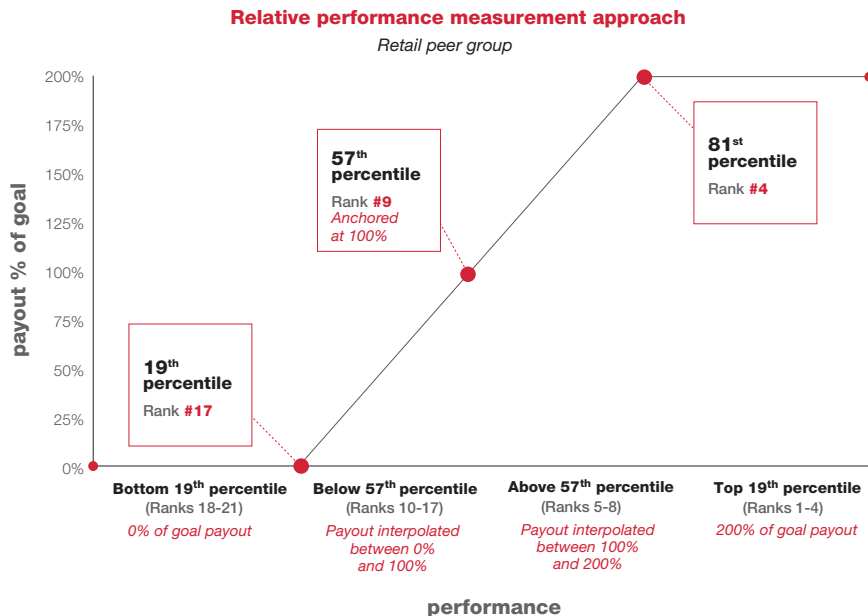 Relative performance measurement approach
Retail peer group
payout % of goal
200%
175%
150%
125%
100%
75%
50%
25%
0%
19th
percentile
Rank #17
57th
percentile
Rank #9
Anchored
at 100%
81st
percentile
Rank #4
Bottom 19th percentile
(Ranks 18-21)
0% of goal payout
Below 57th percentile
(Ranks 10-17)
Payout interpolated
between 0%
and 100%
Above 57th percentile
(Ranks 5-8)
Payout interpolated
between 100%
and 200%
Top 19th percentile
(Ranks 1-4)
200% of goal payout
performance